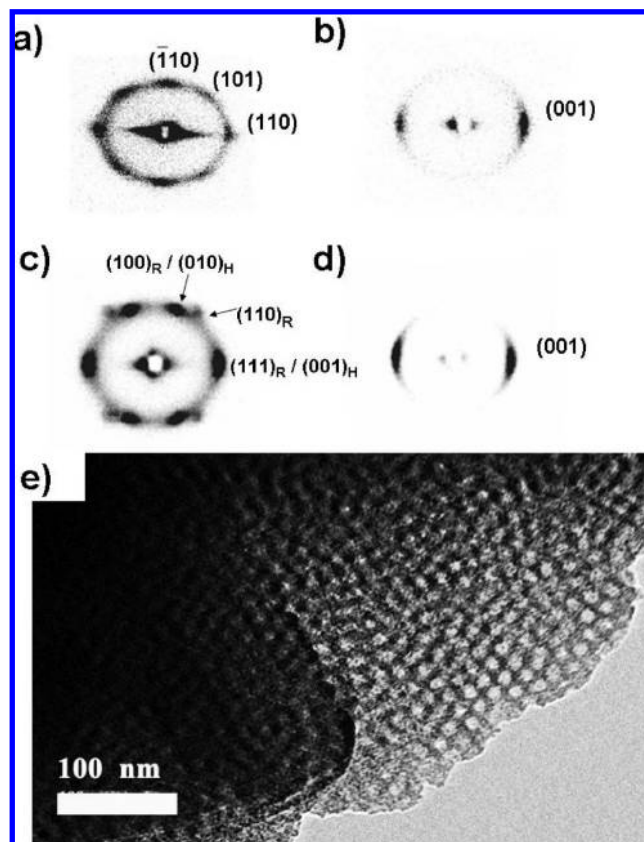 a)
(1̄10)
(101)
(110)
b)
(001)
c)
(100)R / (010)H
(110)R
(111)R / (001)H
d)
(001)
e)
100 nm